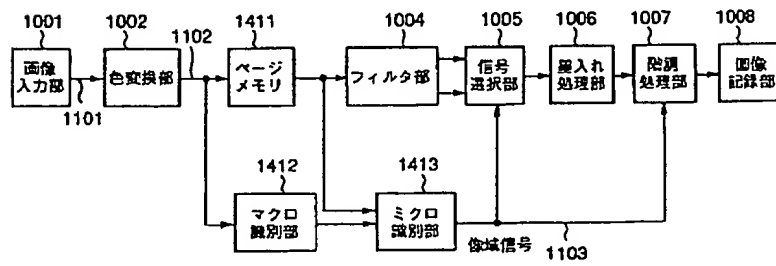 1001
1002
1102
1411
1004
1005
1006
1007
1008
画像
入力部
色変換部
ページ
メモリ
フィルタ部
信号
選択部
墨入れ
処理部
階調
処理部
画像
記録部
1101
1412
1413
マクロ
識別部
ミクロ
識別部
像域信号
1103